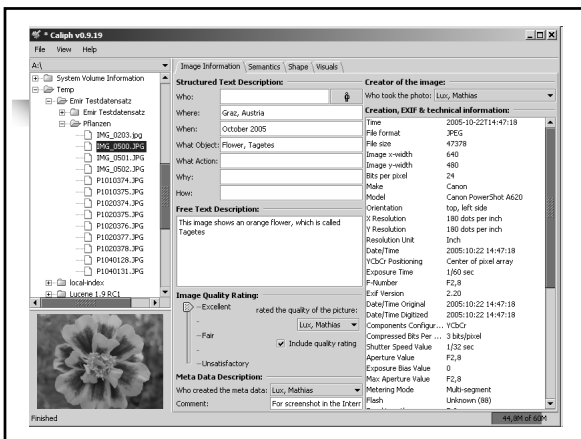 * Caliph v0.9.19
File View Help
A:\
System Volume Information
Temp
Emir Testdatensatz
Emir Testdatensatz
Pflanzen
IMG_0203.jpg
IMG_0500.JPG
IMG_0501.JPG
IMG_0502.JPG
P1010374.JPG
P1020373.JPG
P1020374.JPG
P1020375.JPG
P1020376.JPG
P1020377.JPG
P1020378.JPG
P1040128.JPG
P1040131.JPG
local-index
Lucene 1.9 RC1
Image Information Semantics Shape Visuals
Structured Text Description:
Who:
Where: Graz, Austria
When: October 2005
What Object: Flower, Tagetes
What Action:
Why:
How:
Free Text Description:
This image shows an orange flower, which is called
Tagetes
Image Quality Rating:
Excellent
rated the quality of the picture:
-
Lux, Mathias
Fair
Include quality rating
-
Unsatisfactory
Meta Data Description:
Who created the meta data: Lux, Mathias
Comment: For screenshot in the Interr
Creator of the image:
Who took the photo: Lux, Mathias
Creation, EXIF & technical information:
Time 2005-10-22T14:47:18
File format JPEG
File size 47378
Image x-width 640
Image y-width 480
Bits per pixel 24
Make Canon
Model Canon PowerShot A620
Orientation top, left side
X Resolution 180 dots per inch
Y Resolution 180 dots per inch
Resolution Unit Inch
Date/Time 2005:10:22 14:47:18
YCbCr Positioning Center of pixel array
Exposure Time 1/60 sec
F-Number F2,8
Exif Version 2.20
Date/Time Original 2005:10:22 14:47:18
Date/Time Digitized 2005:10:22 14:47:18
Components Configur... YCbCr
Compressed Bits Per ... 3 bits/pixel
Shutter Speed Value 1/32 sec
Aperture Value F2,8
Exposure Bias Value 0
Max Aperture Value F2,8
Metering Mode Multi-segment
Flash Unknown (88)
Finished
44,8M of 60M